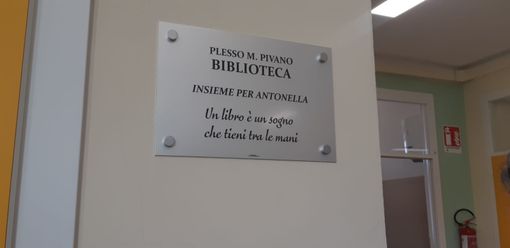 PLESSO M. PIVANO
BIBLIOTECA
INSIEME PER ANTONELLA
Un libro è un sogno
che tieni tra le mani